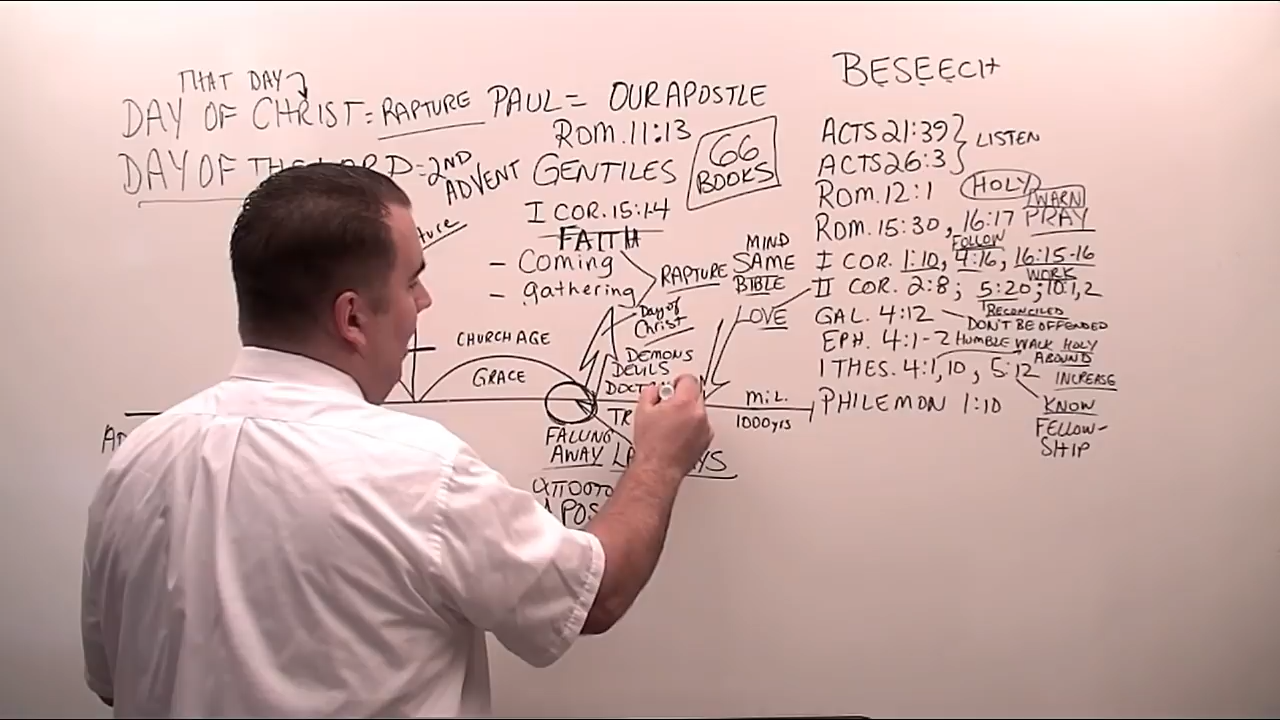 THAT DAY
DAY OF CHRIST = RAPTURE
DAY OF THE LORD = 2ND ADVENT
PAUL = OUR APOSTLE
ROM. 11:13
GENTILES
66 BOOKS
I COR. 15:1-4
FAITH
- Coming
- gathering
RAPTURE
Day of
Christ
CHURCH AGE
GRACE
DEMONS
DEVILS
FALLING
AWAY
MIL.
1000yrs
MIND
SAME
BIBLE
LOVE
BESEECH
ACTS 21:39
ACTS 26:3
LISTEN
ROM. 12:1 HOLY
WARN
ROM. 15:30, 16:17 PRAY
FOLLOW
I COR. 1:10, 4:16, 16:15-16
WORK
II COR. 2:8; 5:20; 10:1,2
RECONCILED
GAL. 4:12 DON'T BE OFFENDED
EPH. 4:1-2 HUMBLE WALK HOLY
ABOUND
1 THES. 4:1,10, 5:12
INCREASE
PHILEMON 1:10
KNOW
FELLOW-
SHIP